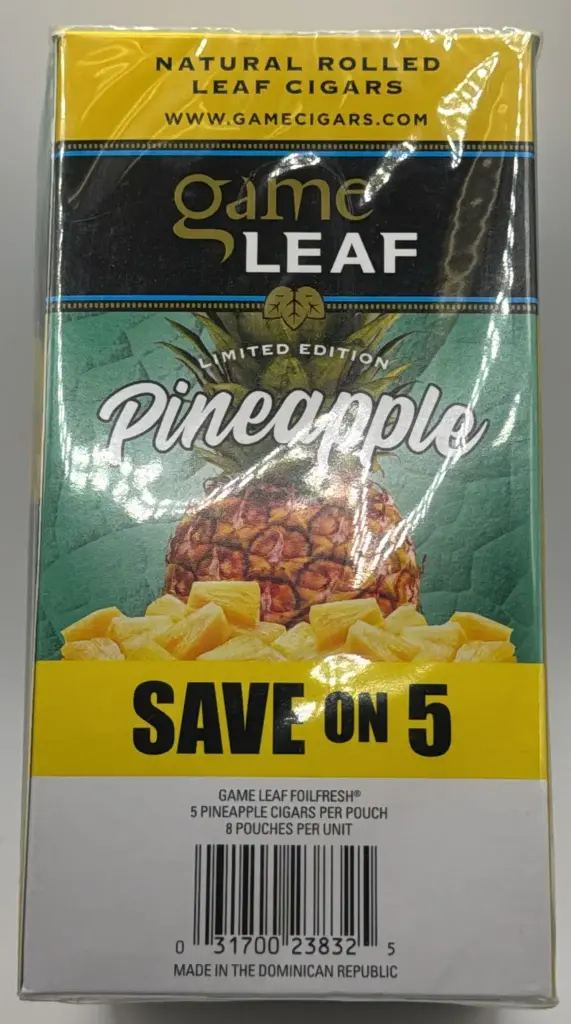 NATURAL ROLLED
LEAF CIGARS
WWW.GAMECIGARS.COM
game
LEAF
LIMITED EDITION
Pineapple
SAVE ON 5
GAME LEAF FOILFRESH®
5 PINEAPPLE CIGARS PER POUCH
8 POUCHES PER UNIT
0 31700 23832 5
MADE IN THE DOMINICAN REPUBLIC